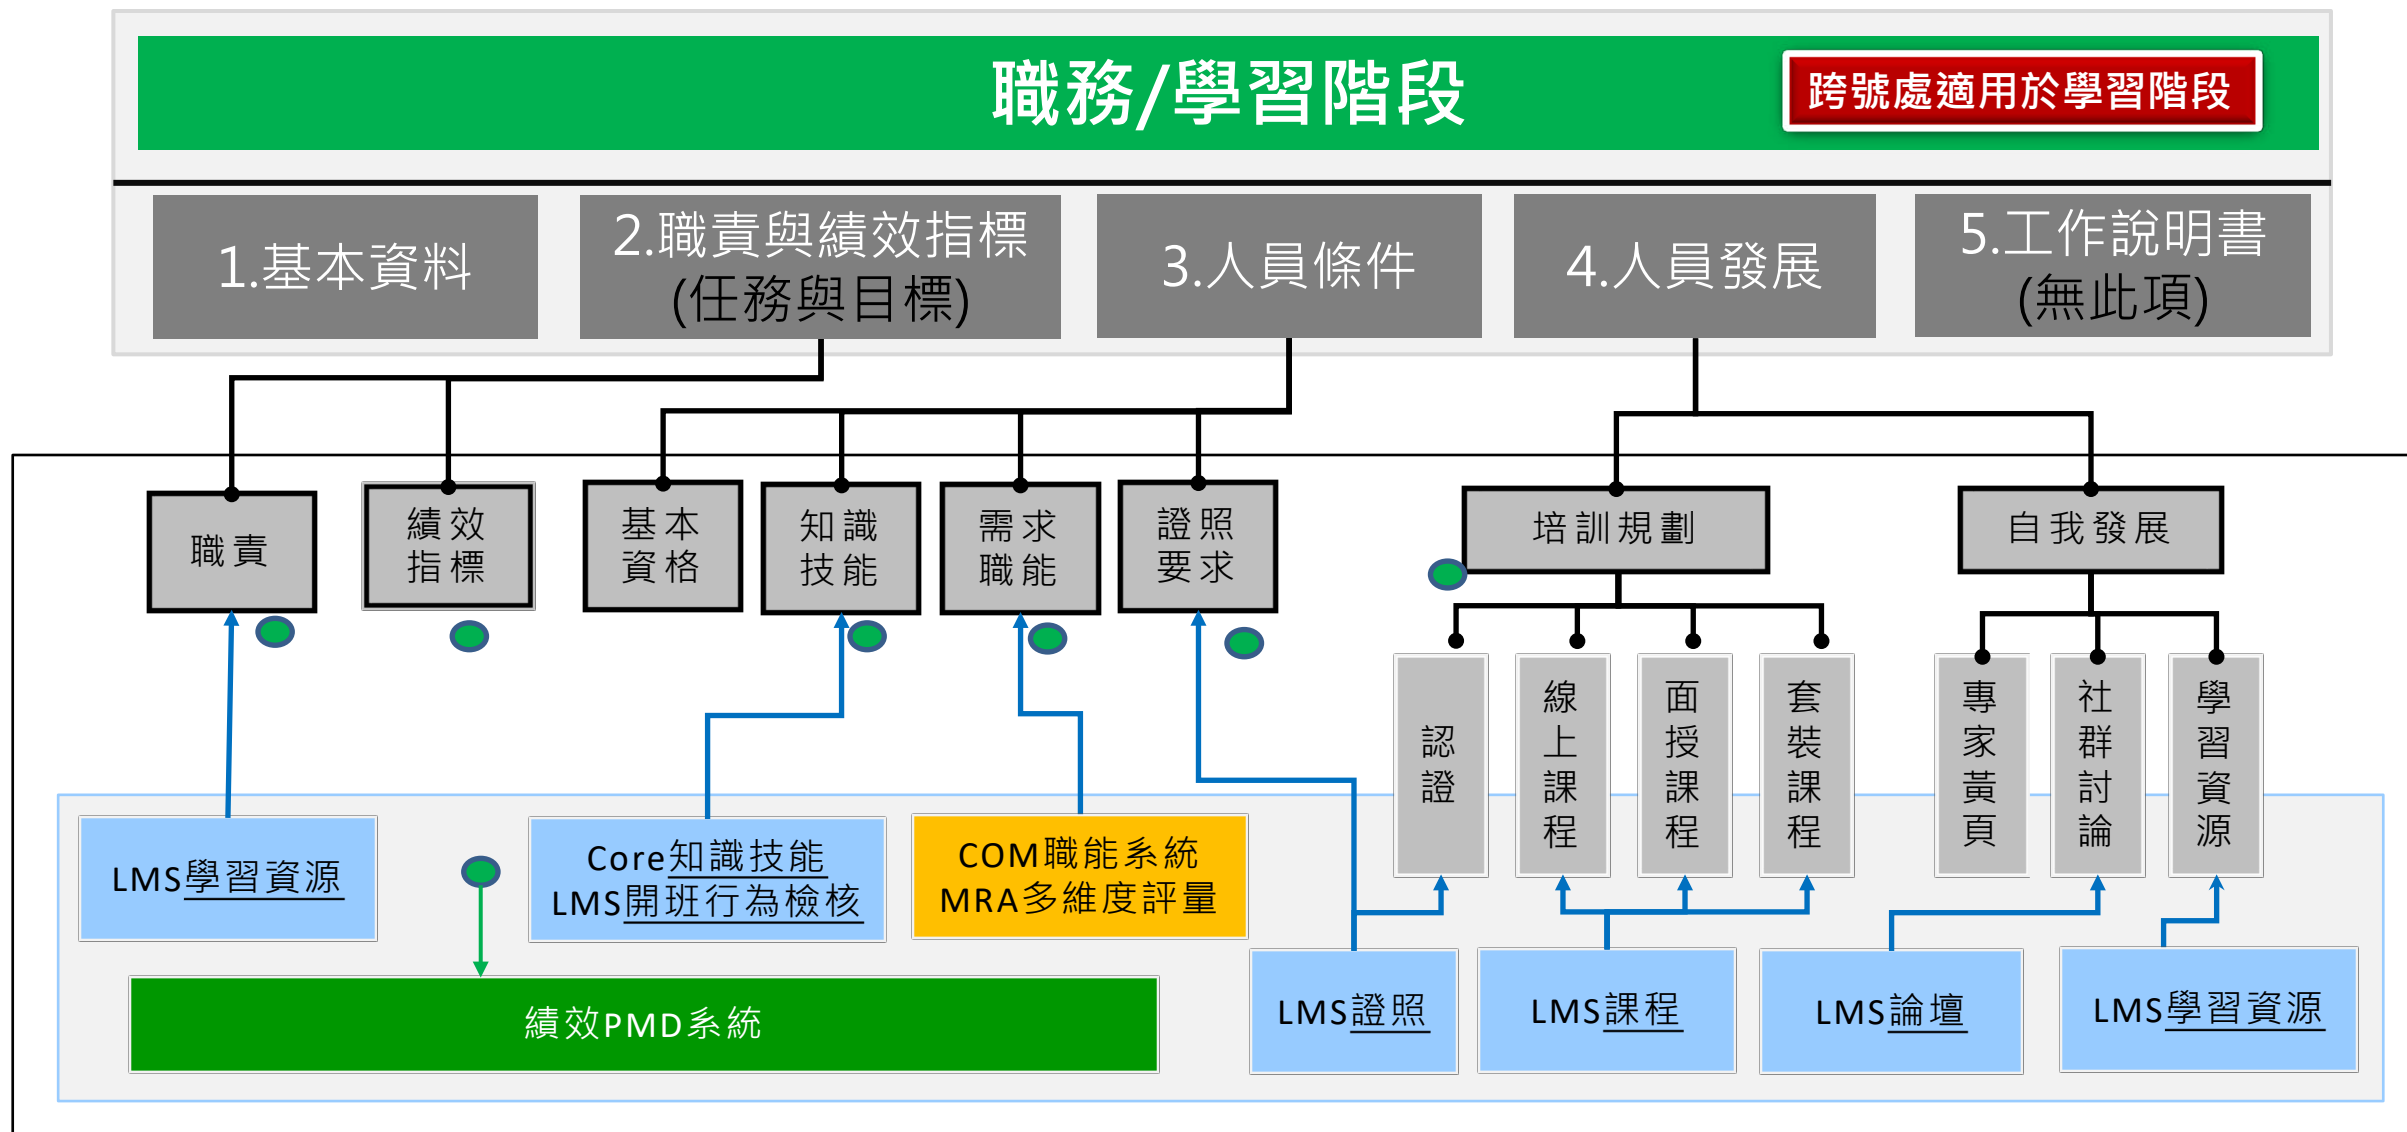 職務/學習階段
跨號處適用於學習階段
1.基本資料
2.職責與績效指標
(任務與目標)
3.人員條件
4.人員發展
5.工作說明書
(無此項)
職責
績效
指標
基本
資格
知識
技能
需求
職能
證照
要求
培訓規劃
自我發展
認證
線上課程
面授課程
套裝課程
專家黃頁
社群討論
學習資源
LMS學習資源
Core知識技能
LMS開班行為檢核
COM職能系統
MRA多維度評量
績效PMD系統
LMS證照
LMS課程
LMS論壇
LMS學習資源